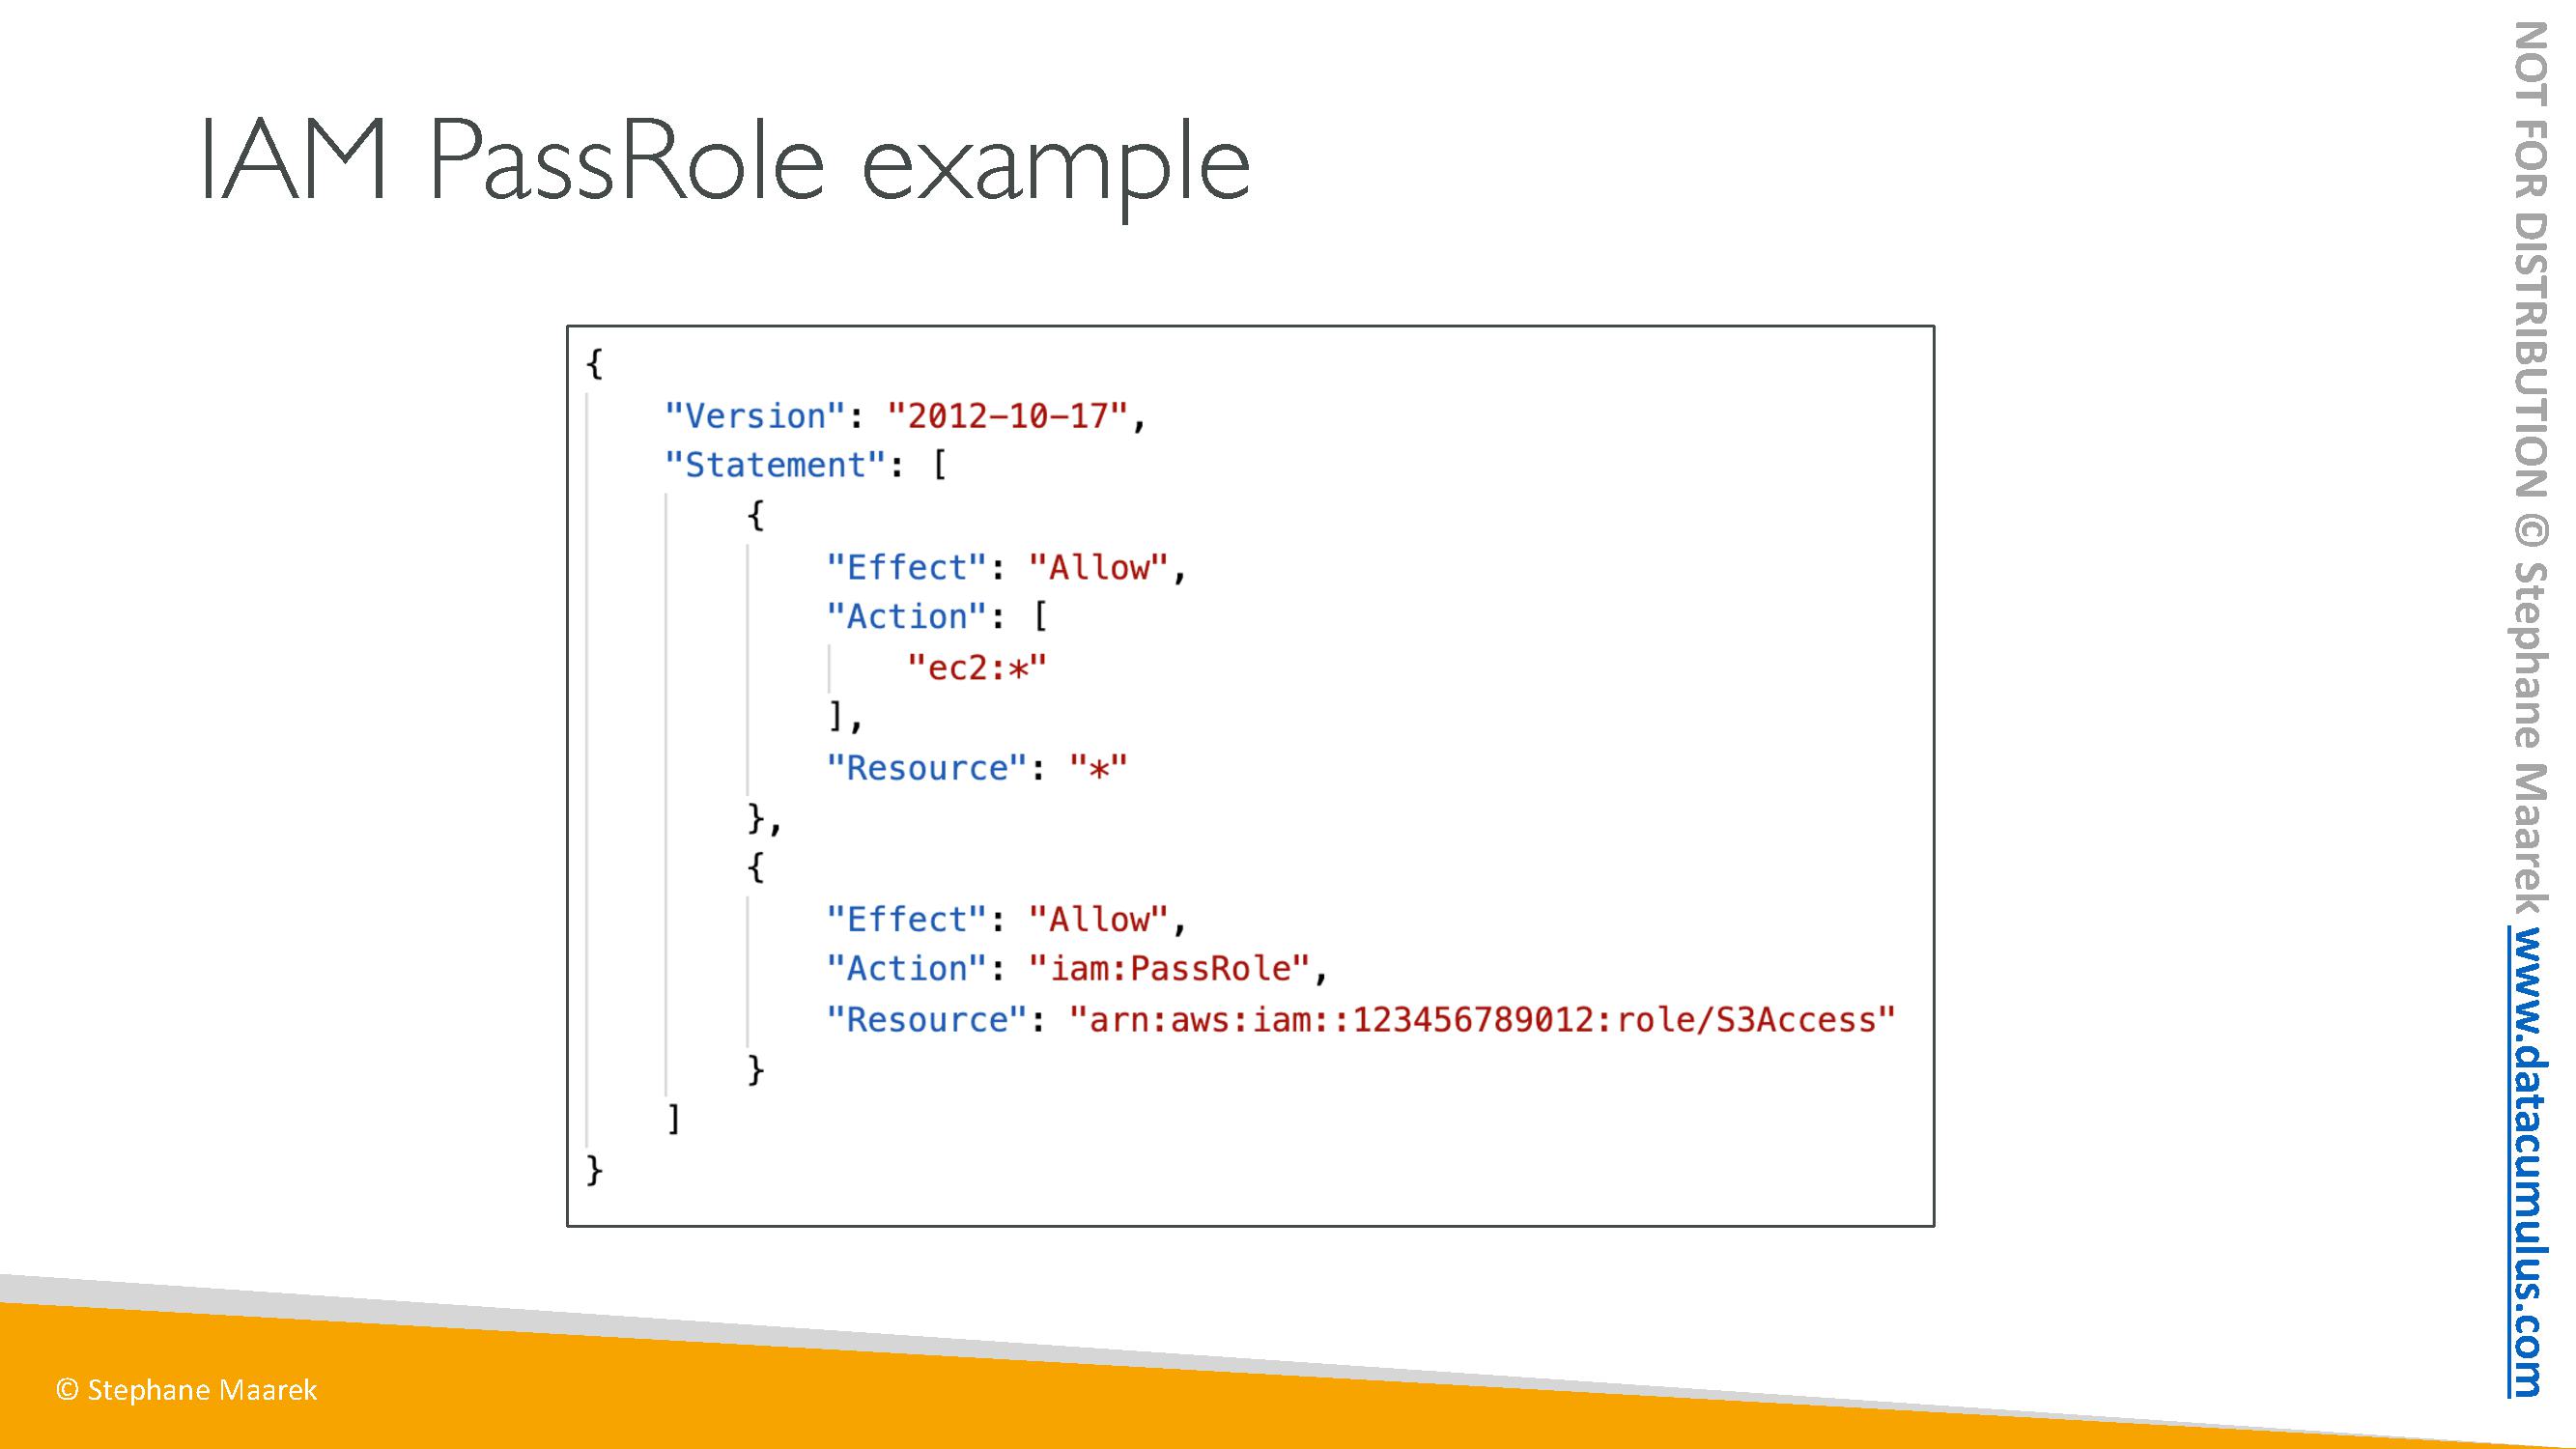 IAM PassRole example
{
"Version": "2012-10-17",
"Statement": [
{
"Effect": "Allow",
"Action": [
"ec2:*"
],
"Resource": "*"
},
{
"Effect": "Allow",
"Action": "iam:PassRole",
"Resource": "arn:aws:iam::123456789012:role/S3Access"
}
]
}
© Stephane Maarek
NOT FOR DISTRIBUTION © Stephane Maarek www.datacumulus.com